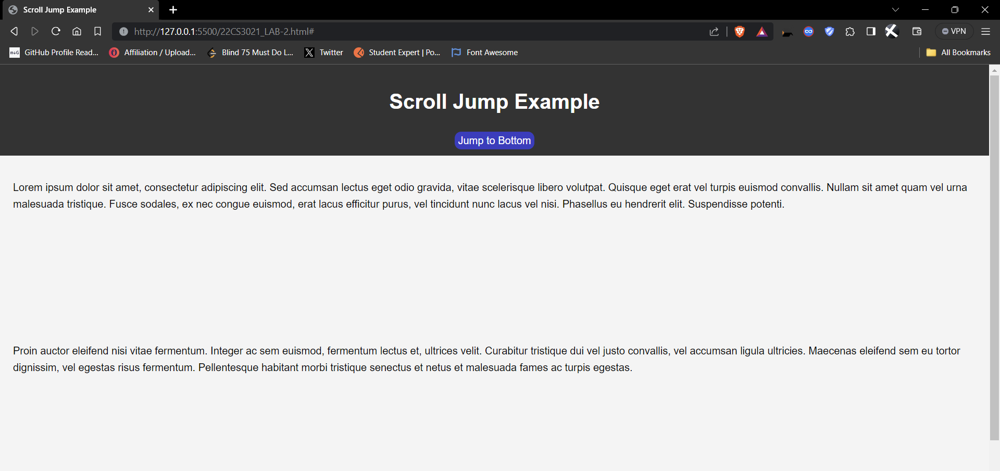 Scroll Jump Example
http://127.0.0.1:5500/22CS3021_LAB-2.html#
VPN
GitHub Profile Read...
Affiliation / Upload...
Blind 75 Must Do L...
Twitter
Student Expert | Po...
Font Awesome
All Bookmarks
Scroll Jump Example
Jump to Bottom
Lorem ipsum dolor sit amet, consectetur adipiscing elit. Sed accumsan lectus eget odio gravida, vitae scelerisque libero volutpat. Quisque eget erat vel turpis euismod convallis. Nullam sit amet quam vel urna
malesuada tristique. Fusce sodales, ex nec congue euismod, erat lacus efficitur purus, vel tincidunt nunc lacus vel nisi. Phasellus eu hendrerit elit. Suspendisse potenti.
Proin auctor eleifend nisi vitae fermentum. Integer ac sem euismod, fermentum lectus et, ultrices velit. Curabitur tristique dui vel justo convallis, vel accumsan ligula ultricies. Maecenas eleifend sem eu tortor
dignissim, vel egestas risus fermentum. Pellentesque habitant morbi tristique senectus et netus et malesuada fames ac turpis egestas.